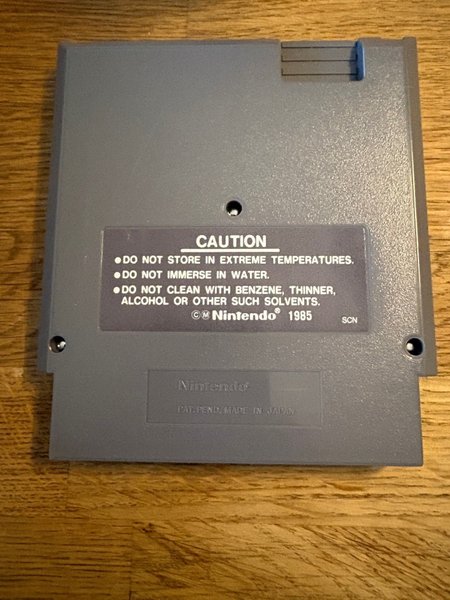 CAUTION
●DO NOT STORE IN EXTREME TEMPERATURES.
●DO NOT IMMERSE IN WATER.
●DO NOT CLEAN WITH BENZENE, THINNER,
ALCOHOL OR OTHER SUCH SOLVENTS.
©Ⓜ Nintendo® 1985
SCN
Nintendo®
PAT. PEND. MADE IN JAPAN